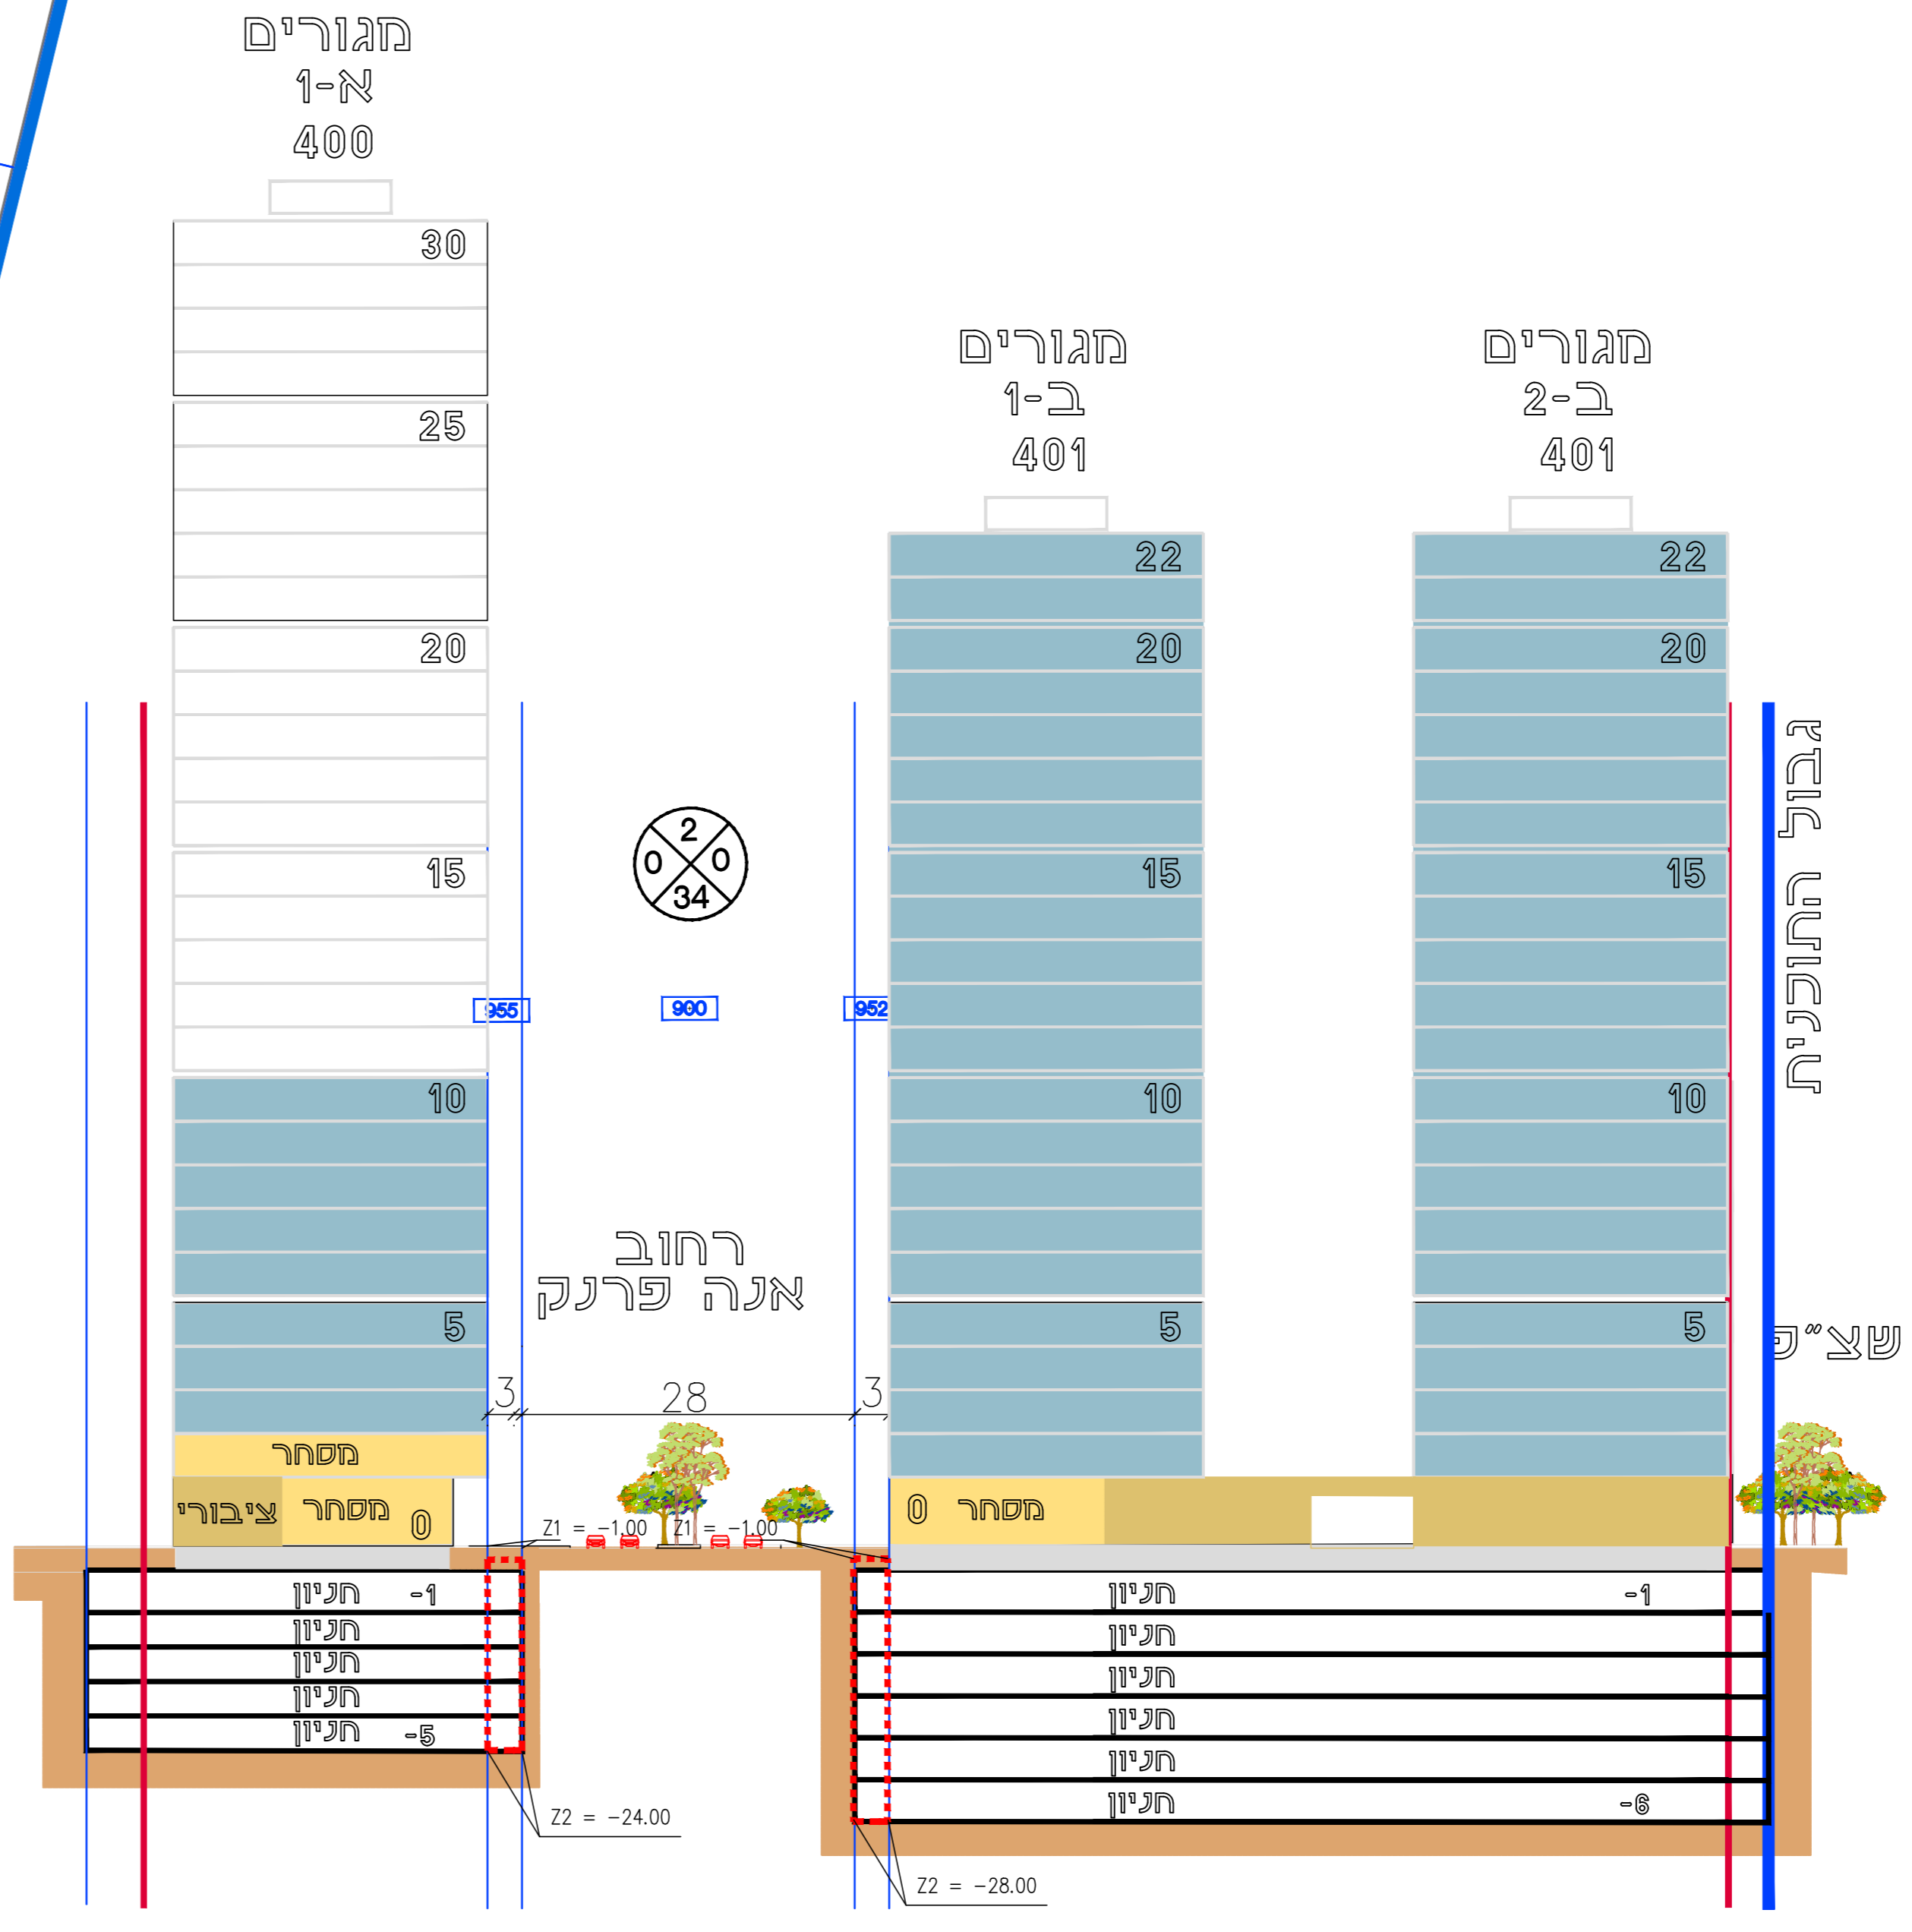 מגורים
א-1
400
30
25
20
15
10
5
מסחר
ציבורי
מסחר
0
מגורים
ב-1
401
22
20
15
10
5
0
מסחר
מגורים
ב-2
401
22
20
15
10
5
גבול התוכנית
שצ"פ
2
0
0
34
955
900
952
רחוב
אנה פרנק
3
28
3
Z1 = -1.00
Z1 = -1.00
חניון -1
חניון
חניון
חניון
חניון -5
Z2 = -24.00
חניון -1
חניון
חניון
חניון
חניון
חניון -6
Z2 = -28.00